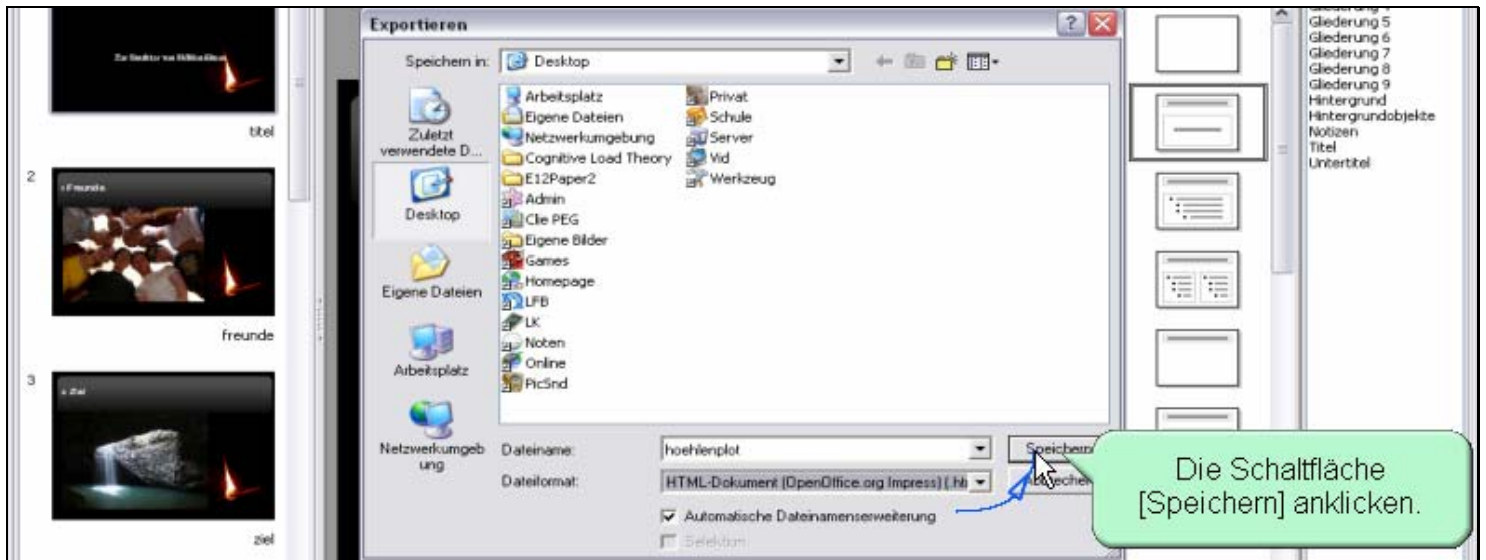 titel
2
Freunde
freunde
3
Ziel
ziel
Exportieren
Speichern in:
Desktop
Zuletzt
verwendete D...
Desktop
Eigene Dateien
Arbeitsplatz
Netzwerkumgeb
ung
Arbeitsplatz
Eigene Dateien
Netzwerkumgebung
Cognitive Load Theory
E12Paper2
Admin
Clie PEG
Eigene Bilder
Games
Homepage
LFB
LK
Noten
Online
PicSnd
Privat
Schule
Server
Vid
Werkzeug
Dateiname:
hoehlenplot
Speichern
Dateiformat:
HTML-Dokument (OpenOffice.org Impress) (.ht
Automatische Dateinamenserweiterung
Selektion
Die Schaltfläche
[Speichern] anklicken.
Gliederung 5
Gliederung 6
Gliederung 7
Gliederung 8
Gliederung 9
Hintergrund
Hintergrundobjekte
Notizen
Titel
Untertitel